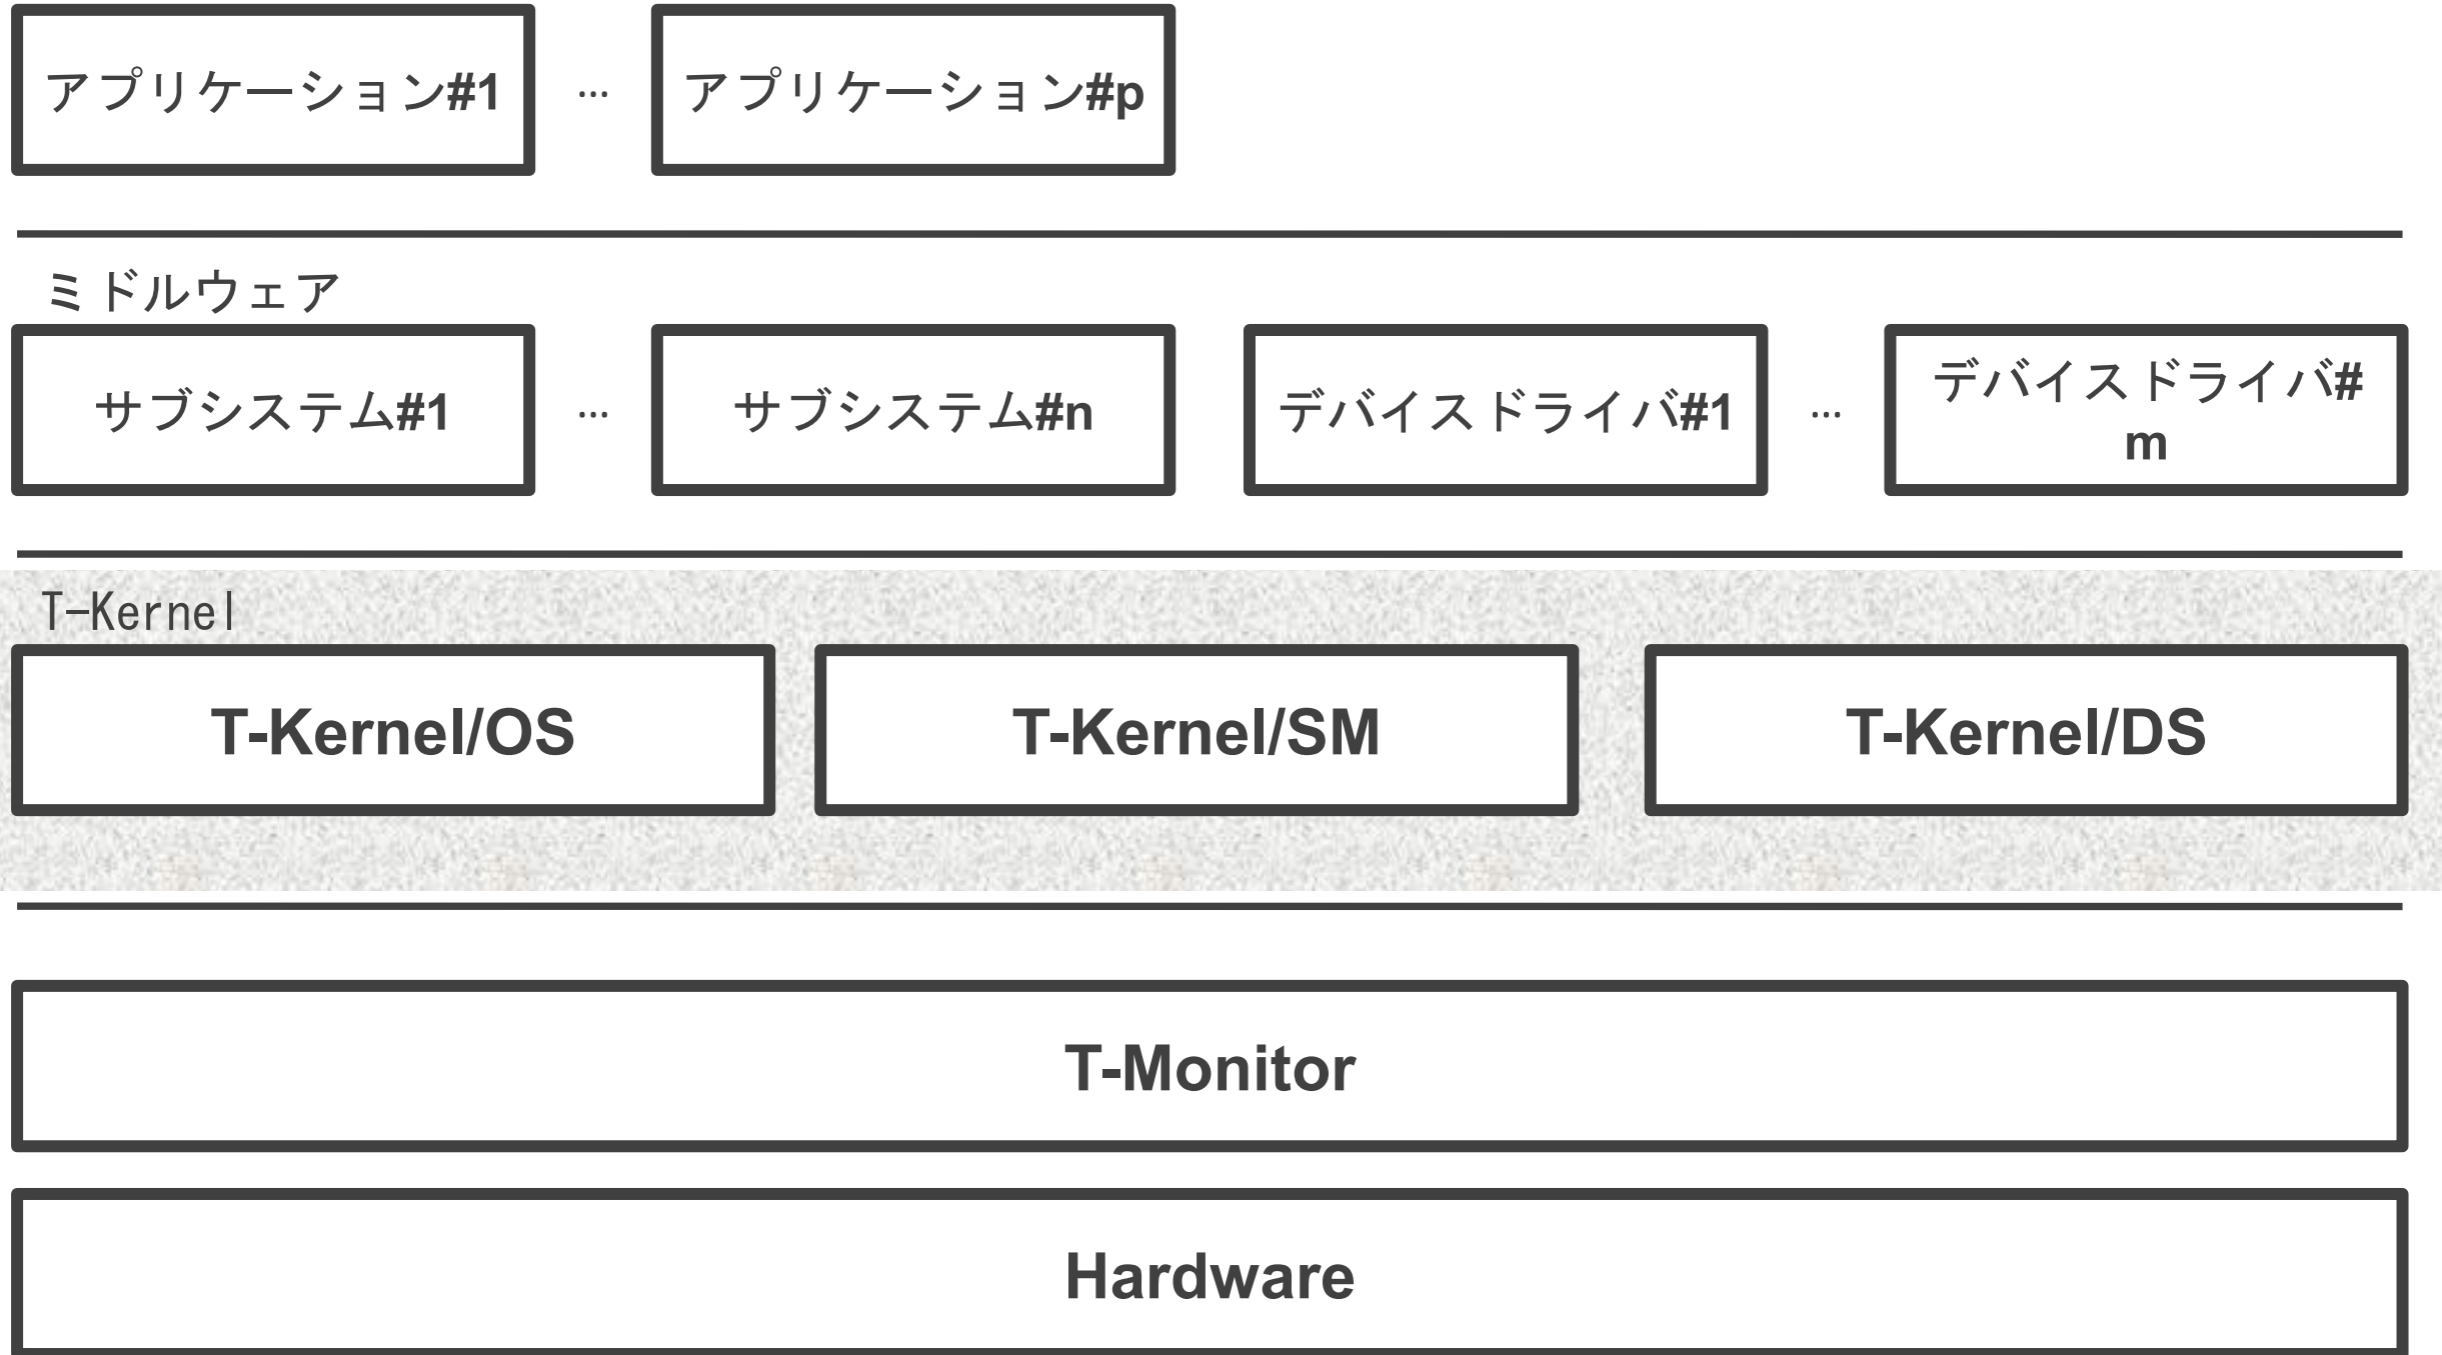 アプリケーション#1 … アプリケーション#p
ミドルウェア
サブシステム#1 … サブシステム#n デバイスドライバ#1 … デバイスドライバ#
m
T-Kernel
T-Kernel/OS T-Kernel/SM T-Kernel/DS
T-Monitor
Hardware